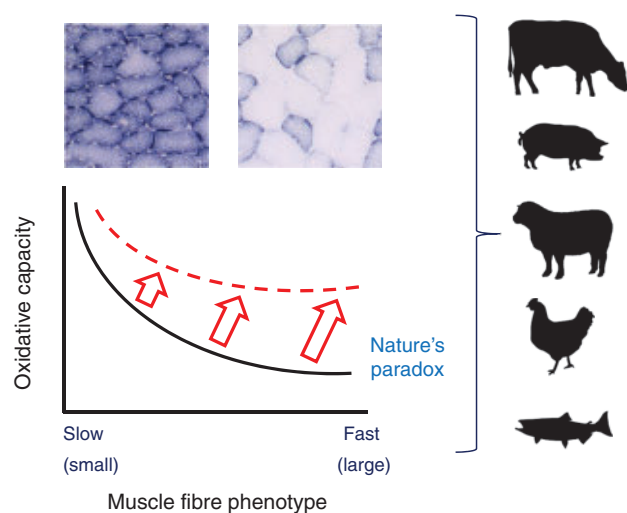 Oxidative capacity
Nature's
paradox
Slow
(small)
Fast
(large)
Muscle fibre phenotype